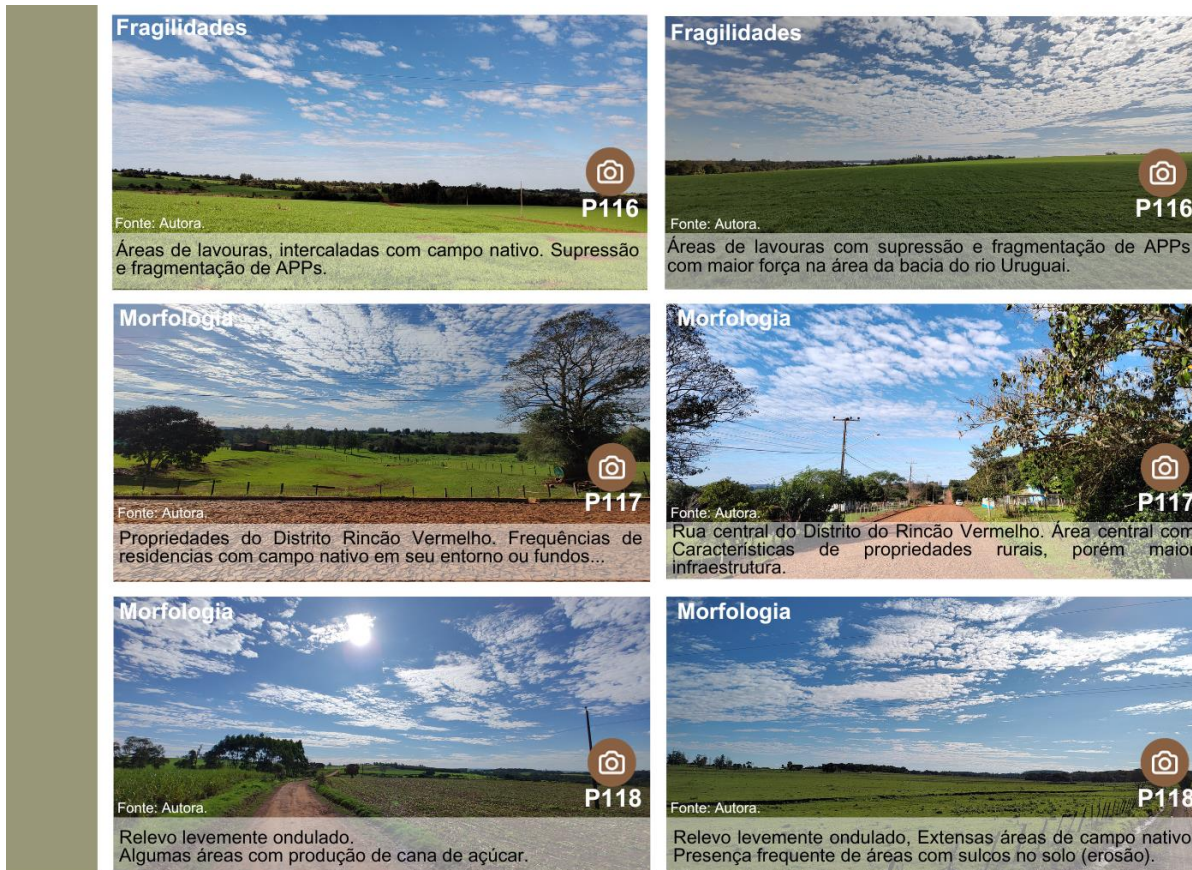 Fragilidades
P116
Fonte: Autora.
Áreas de lavouras, intercaladas com campo nativo. Supressão
e fragmentação de APPs.
Fragilidades
P116
Fonte: Autora.
Áreas de lavouras com supressão e fragmentação de APPs
com maior força na área da bacia do rio Uruguai.
Morfologia
P117
Fonte: Autora.
Propriedades do Distrito Rincão Vermelho. Frequências de
residencias com campo nativo em seu entorno ou fundos...
Morfologia
P117
Fonte: Autora.
Rua central do Distrito do Rincão Vermelho. Área central com
Características de propriedades rurais, porém maior
infraestrutura.
Morfologia
P118
Fonte: Autora.
Relevo levemente ondulado.
Algumas áreas com produção de cana de açúcar.
Morfologia
P118
Fonte: Autora.
Relevo levemente ondulado, Extensas áreas de campo nativo
Presença frequente de áreas com sulcos no solo (erosão).